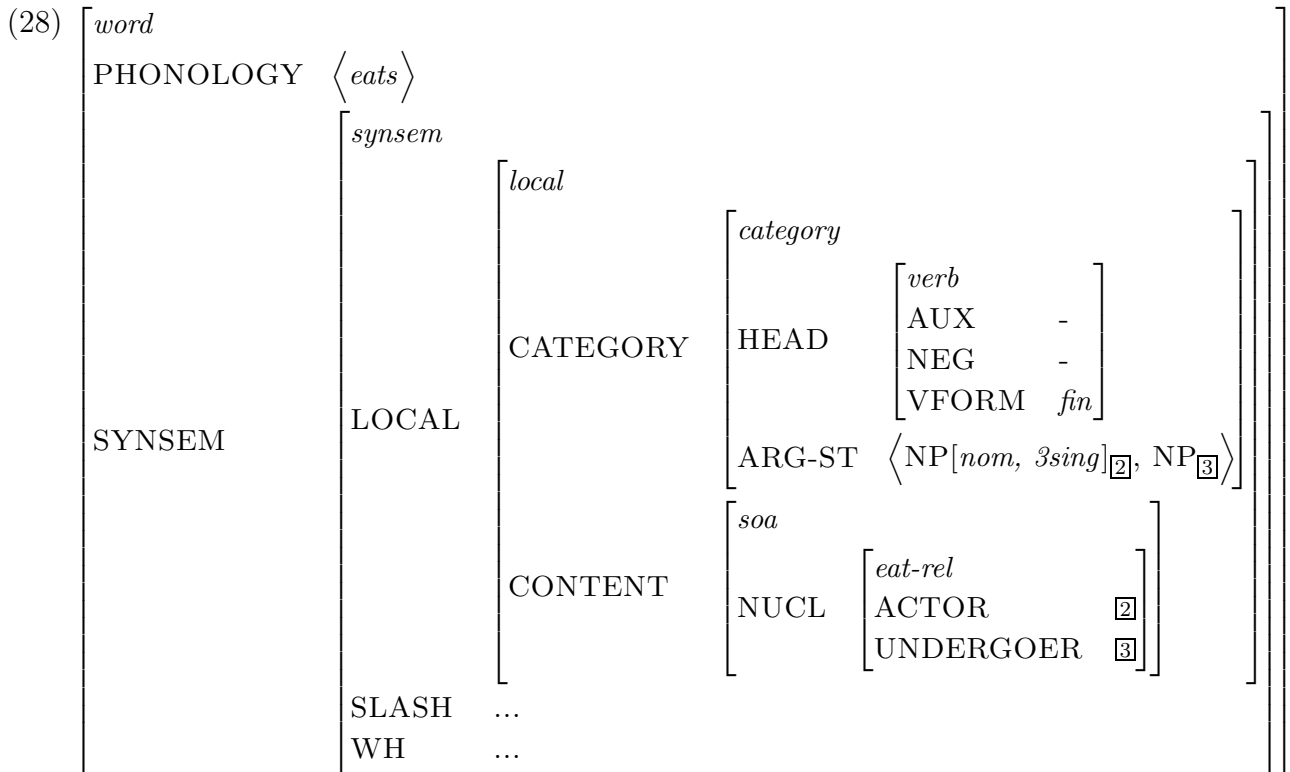 (28)
word
PHONOLOGY ⟨eats⟩
synsem
local
category
verb
AUX -
HEAD
NEG -
CATEGORY
VFORM fin
LOCAL
SYNSEM
ARG-ST ⟨NP[nom, 3sing]2, NP3⟩
soa
eat-rel
CONTENT
NUCL
ACTOR 2
UNDERGOER 3
SLASH ...
WH ...